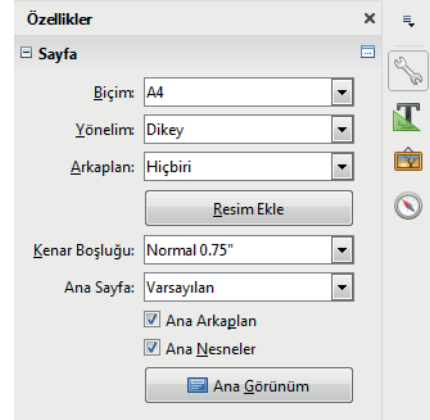 Özellikler
Sayfa
Biçim: A4
Yönelim: Dikey
Arkaplan: Hiçbiri
Resim Ekle
Kenar Boşluğu: Normal 0.75"
Ana Sayfa: Varsayılan
Ana Arkaplan
Ana Nesneler
Ana Görünüm